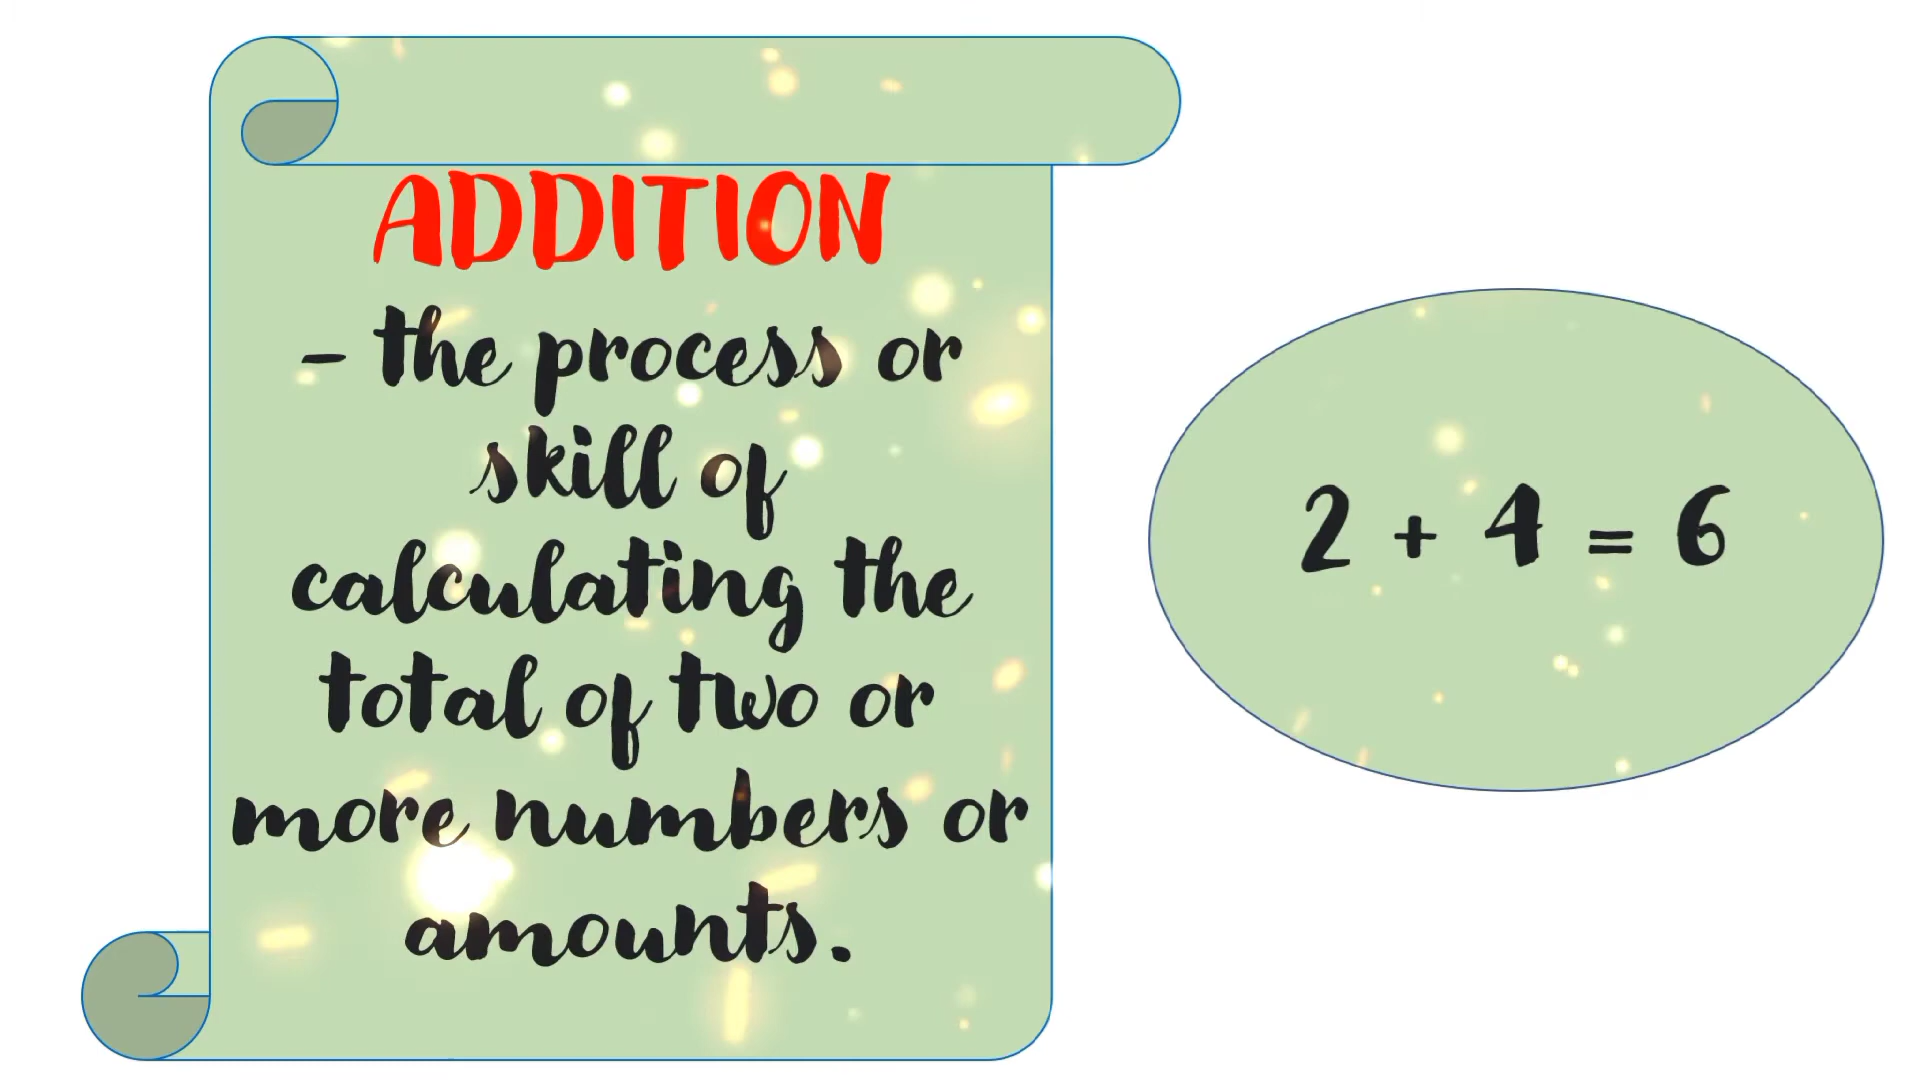 ADDITION
- the process or
skill of
calculating the
total of two or
more numbers or
amounts.
2 + 4 = 6